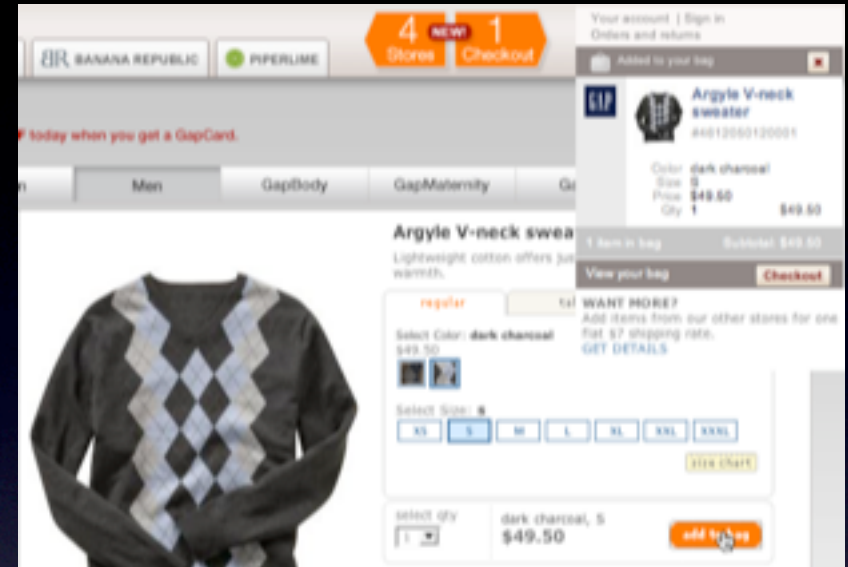 4 NEW! 1
Stores Checkout
BR BANANA REPUBLIC PIPERLIME
today when you get a GapCard.
Men GapBody GapMaternity
Your account | Sign in
Orders and returns
Added to your bag
GAP
Argyle V-neck
sweater
#4612050120001
Color dark charcoal
Size S
Price $49.50
Qty 1 $49.50
1 item in bag Subtotal: $49.50
View your bag Checkout
WANT MORE?
Add items from our other stores for one
flat $7 shipping rate.
GET DETAILS
Argyle V-neck swea
Lightweight cotton offers jus
warmth.
regular tal
Select Color: dark charcoal
$49.50
Select Size: S
XS S M L XL XXL XXXL
size chart
select qty
1
dark charcoal, S
$49.50
add to bag